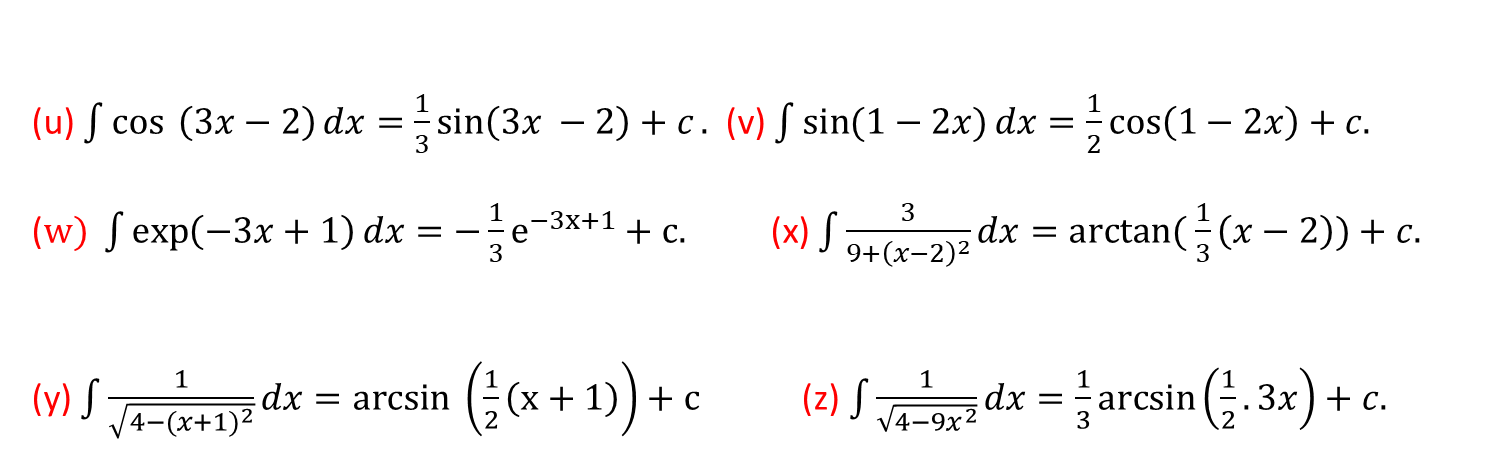 (u) ∫ cos (3x − 2) dx = 1/3 sin(3x − 2) + c. (v) ∫ sin(1 − 2x) dx = 1/2 cos(1 − 2x) + c.
(w) ∫ exp(−3x + 1) dx = −1/3 e^(−3x+1) + c. (x) ∫ 3/(9+(x−2)²) dx = arctan(1/3 (x − 2)) + c.
(y) ∫ 1/√(4−(x+1)²) dx = arcsin (1/2 (x + 1)) + c (z) ∫ 1/√(4−9x²) dx = 1/3 arcsin(1/2 . 3x) + c.